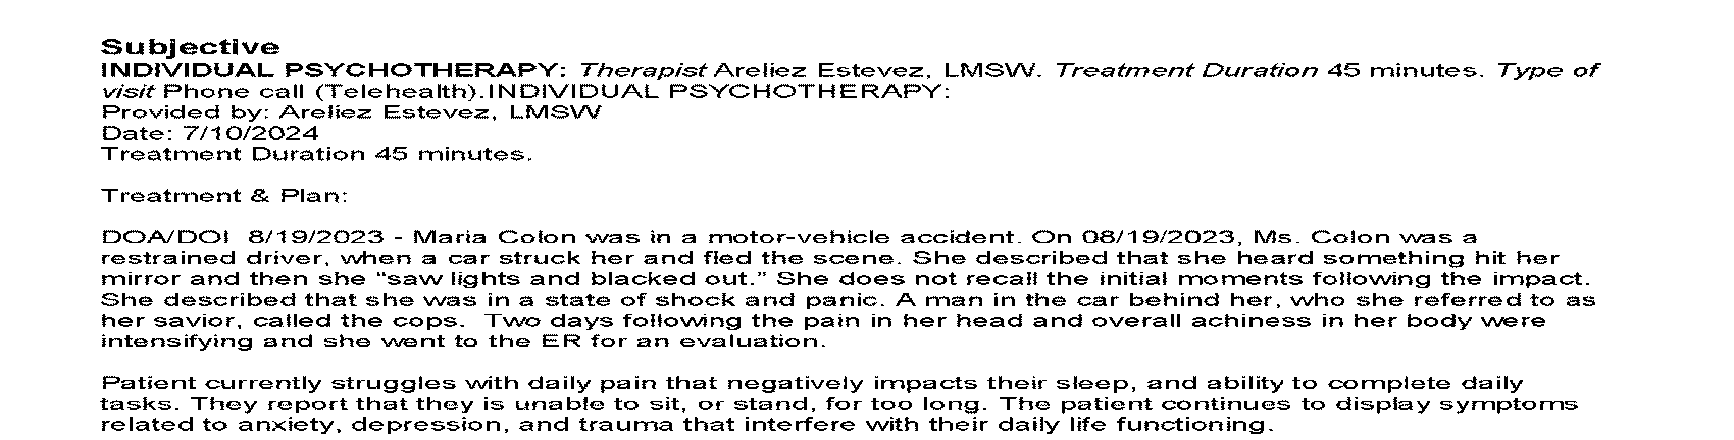 Subjective
INDIVIDUAL PSYCHOTHERAPY: Therapist Areliez Estevez, LMSW. Treatment Duration 45 minutes. Type of
visit Phone call (Telehealth).INDIVIDUAL PSYCHOTHERAPY:
Provided by: Areliez Estevez, LMSW
Date: 7/10/2024
Treatment Duration 45 minutes.
Treatment & Plan:
DOA/DOI  8/19/2023 - Maria Colon was in a motor-vehicle accident. On 08/19/2023, Ms. Colon was a
restrained driver, when a car struck her and fled the scene. She described that she heard something hit her
mirror and then she “saw lights and blacked out.” She does not recall the initial moments following the impact.
She described that she was in a state of shock and panic. A man in the car behind her, who she referred to as
her savior, called the cops.  Two days following the pain in her head and overall achiness in her body were
intensifying and she went to the ER for an evaluation.
Patient currently struggles with daily pain that negatively impacts their sleep, and ability to complete daily
tasks. They report that they is unable to sit, or stand, for too long. The patient continues to display symptoms
related to anxiety, depression, and trauma that interfere with their daily life functioning.